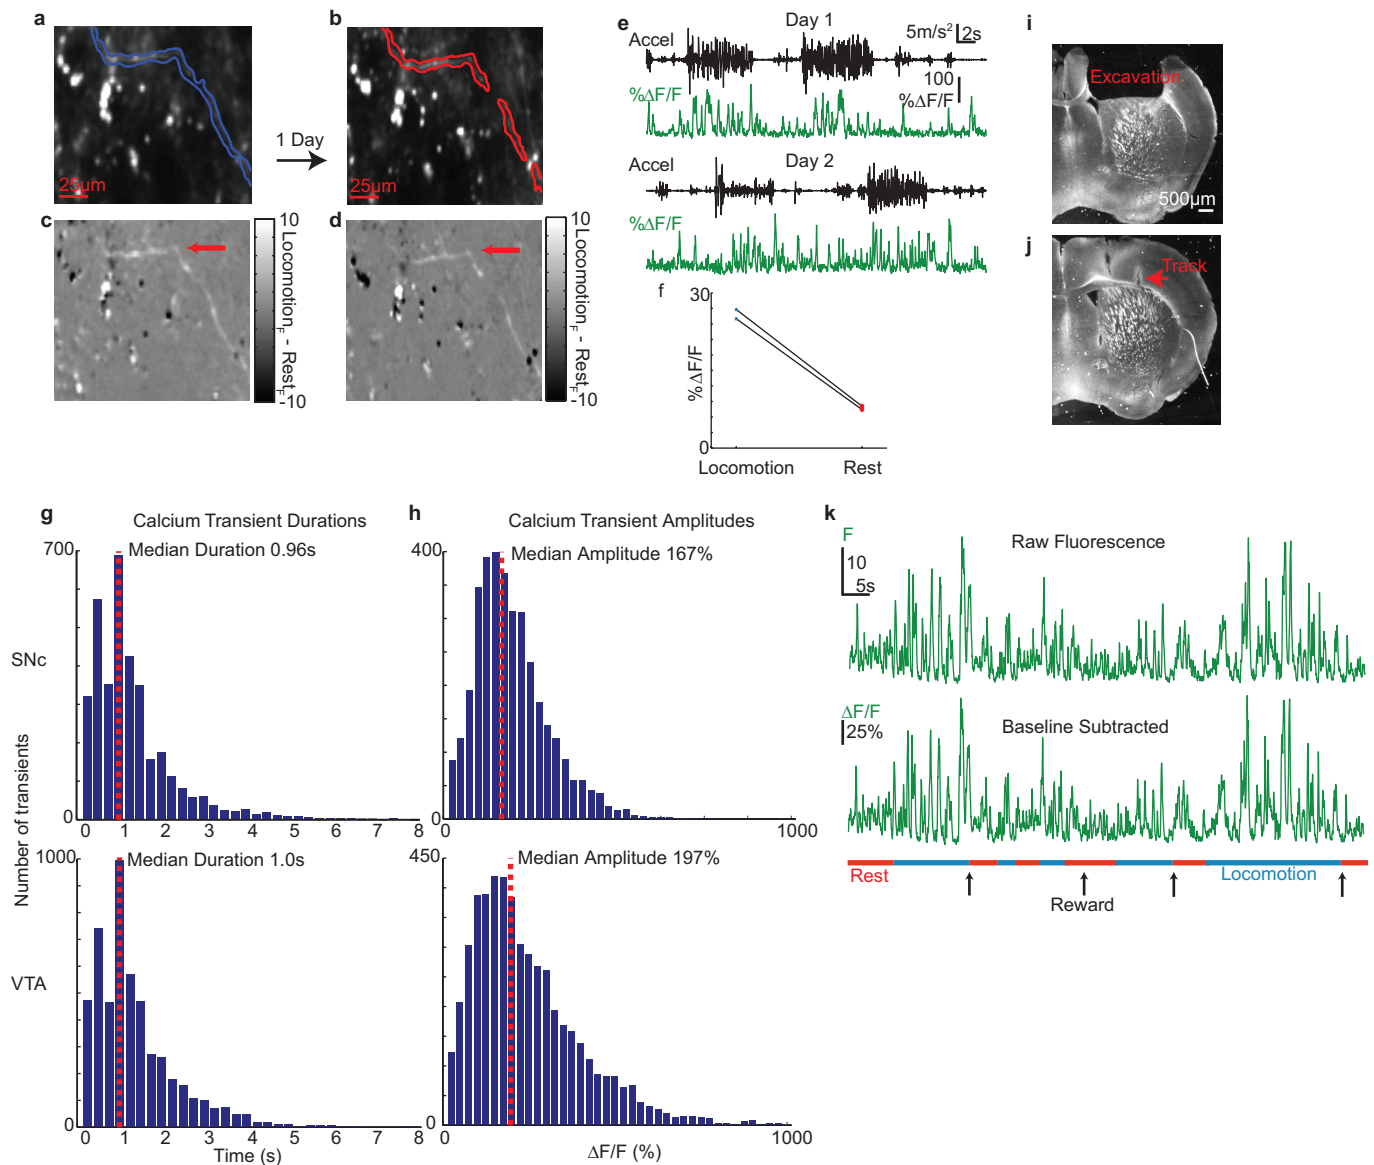 a
25µm
1 Day
b
25µm
c
10
Locomotion_F - Rest_F
-10
d
10
Locomotion_F - Rest_F
-10
e
Day 1
5m/s²
2s
Accel
%ΔF/F
100
%ΔF/F
Accel
Day 2
%ΔF/F
f
30
%ΔF/F
0
Locomotion
Rest
i
Excavation
500µm
j
Track
g
Calcium Transient Durations
700
Median Duration 0.96s
SNc
0
0 1 2 3 4 5 6 7 8
Number of transients
1000
Median Duration 1.0s
VTA
0
0 1 2 3 4 5 6 7 8
Time (s)
h
Calcium Transient Amplitudes
400
Median Amplitude 167%
0
0
1000
450
Median Amplitude 197%
0
0
1000
ΔF/F (%)
k
F
10
5s
Raw Fluorescence
ΔF/F
25%
Baseline Subtracted
Rest
Locomotion
Reward